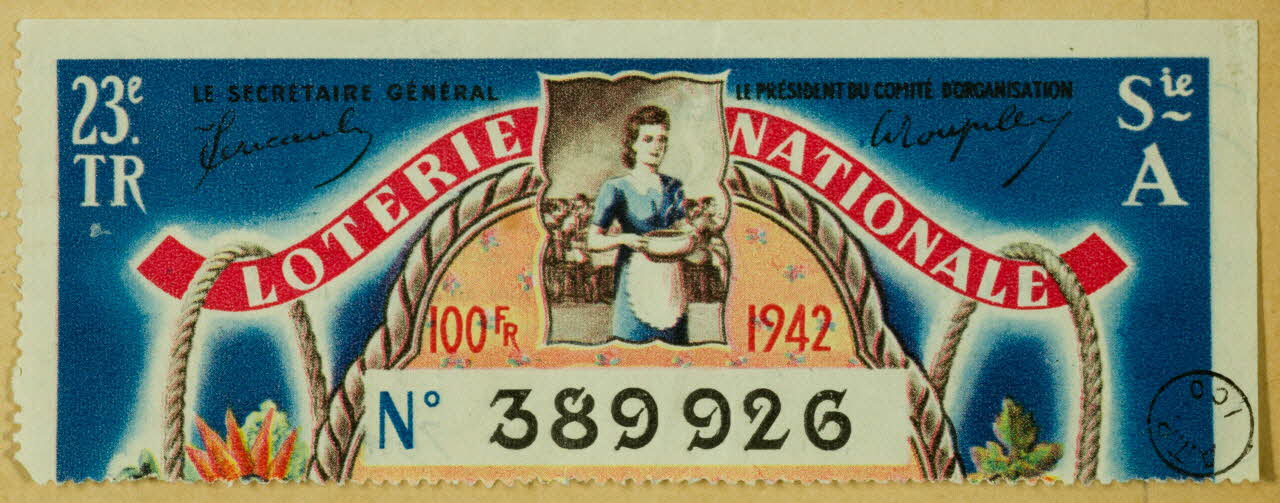 23e.
TR
LE SECRÉTAIRE GÉNÉRAL
LE PRÉSIDENT DU COMITÉ D'ORGANISATION
Sie
A
LOTERIE NATIONALE
100FR
1942
N° 389926